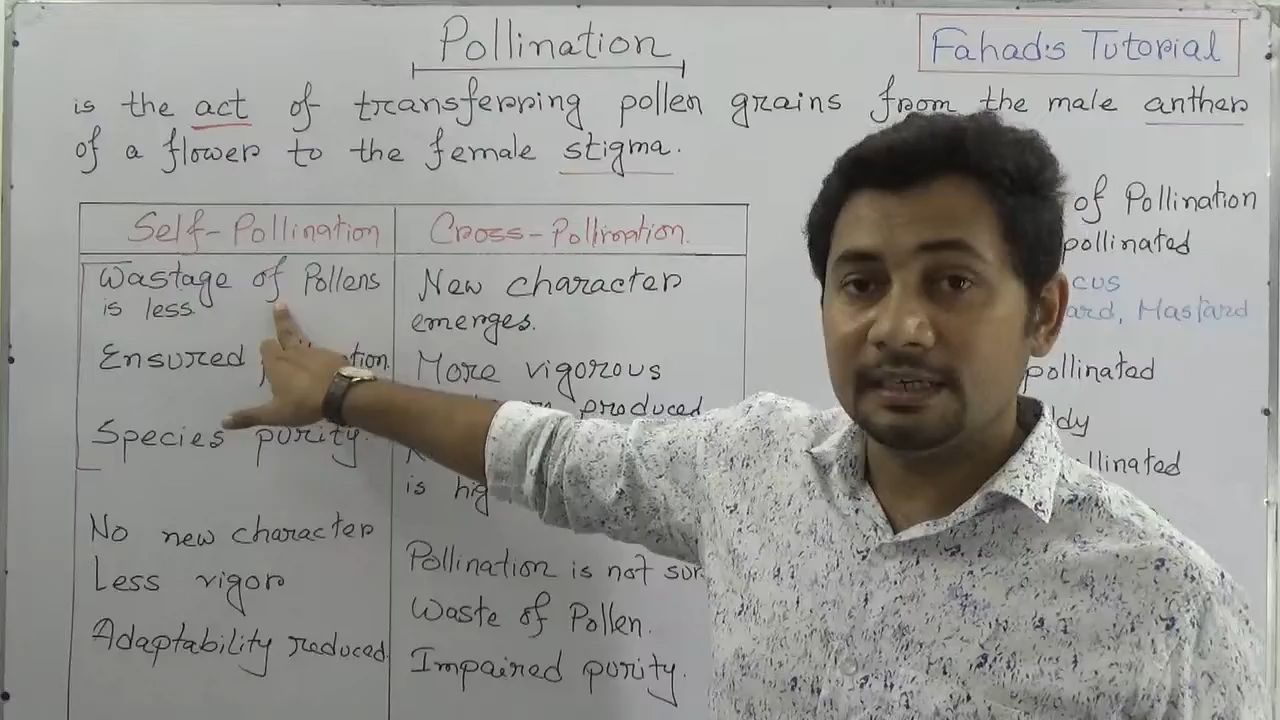 Pollination
Fahad's Tutorial
is the act of transferring pollen grains from the male anther
of a flower to the female stigma.
Self-Pollination
Wastage of Pollens
is less.
Ensured
Species purity.
No new character
Less vigor
Adaptability reduced
Cross-Pollination.
New character
emerges.
More vigorous
produced
is
Pollination is not
Waste of Pollen.
Impaired purity.
of Pollination
pollinated
Mastard
pollinated